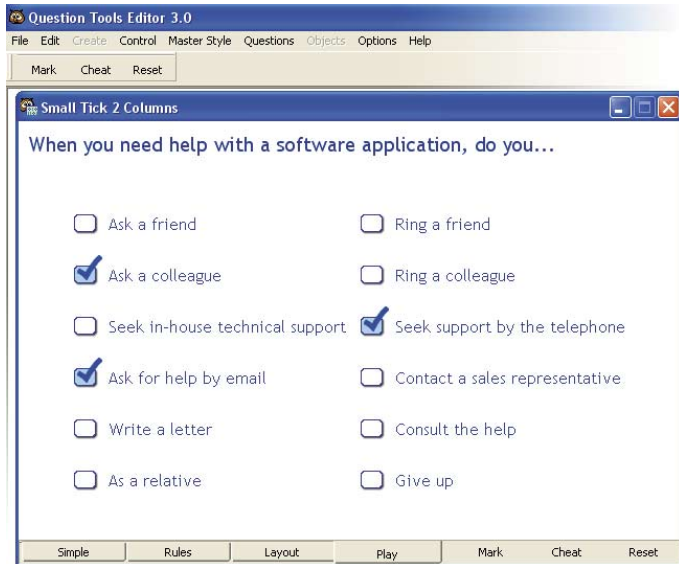 Question Tools Editor 3.0
File Edit Create Control Master Style Questions Objects Options Help
Mark Cheat Reset
Small Tick 2 Columns
When you need help with a software application, do you...
Ask a friend Ring a friend
Ask a colleague Ring a colleague
Seek in-house technical support Seek support by the telephone
Ask for help by email Contact a sales representative
Write a letter Consult the help
As a relative Give up
Simple Rules Layout Play Mark Cheat Reset